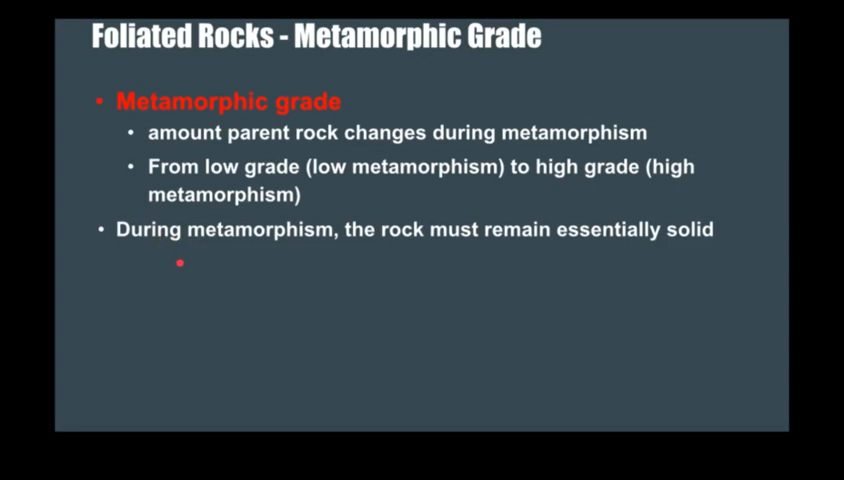 Foliated Rocks - Metamorphic Grade
• Metamorphic grade
• amount parent rock changes during metamorphism
• From low grade (low metamorphism) to high grade (high
metamorphism)
• During metamorphism, the rock must remain essentially solid